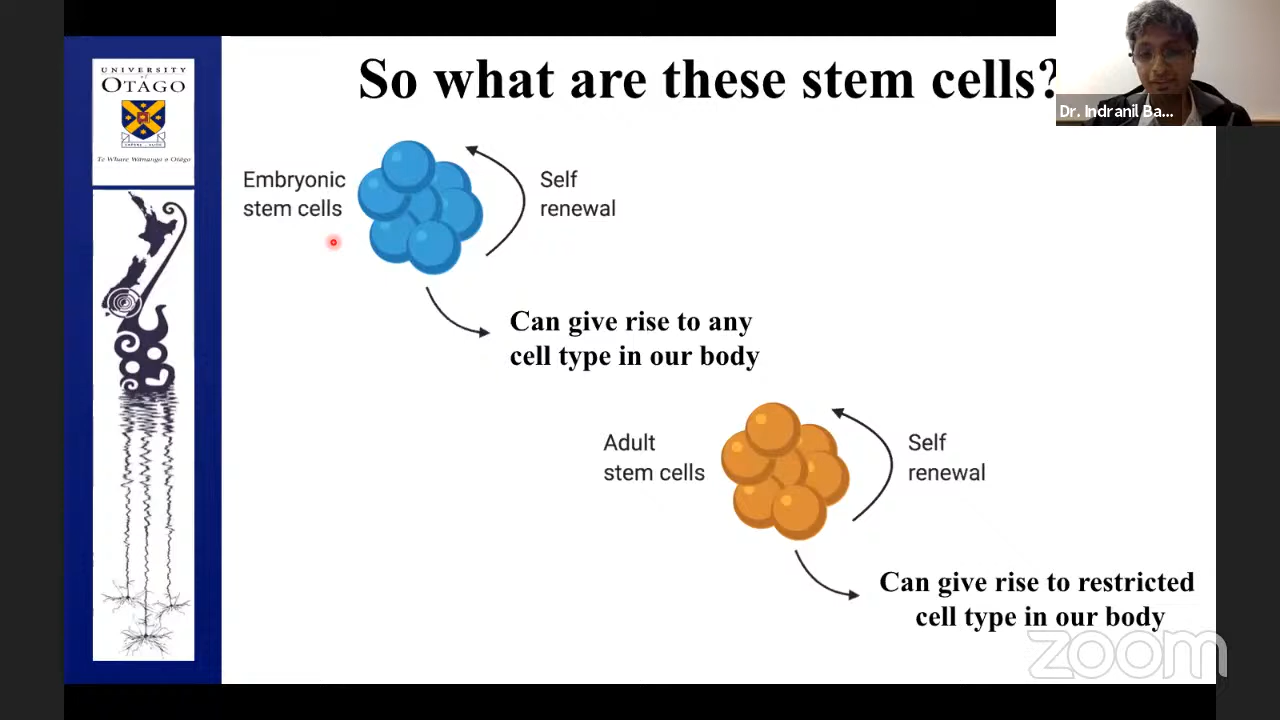 UNIVERSITY
of
OTAGO
Te Whare Wānanga o Otāgo
So what are these stem cells?
Dr. Indranil Ba...
Embryonic
stem cells
Self
renewal
Can give rise to any
cell type in our body
Adult
stem cells
Self
renewal
Can give rise to restricted
cell type in our body
zoom